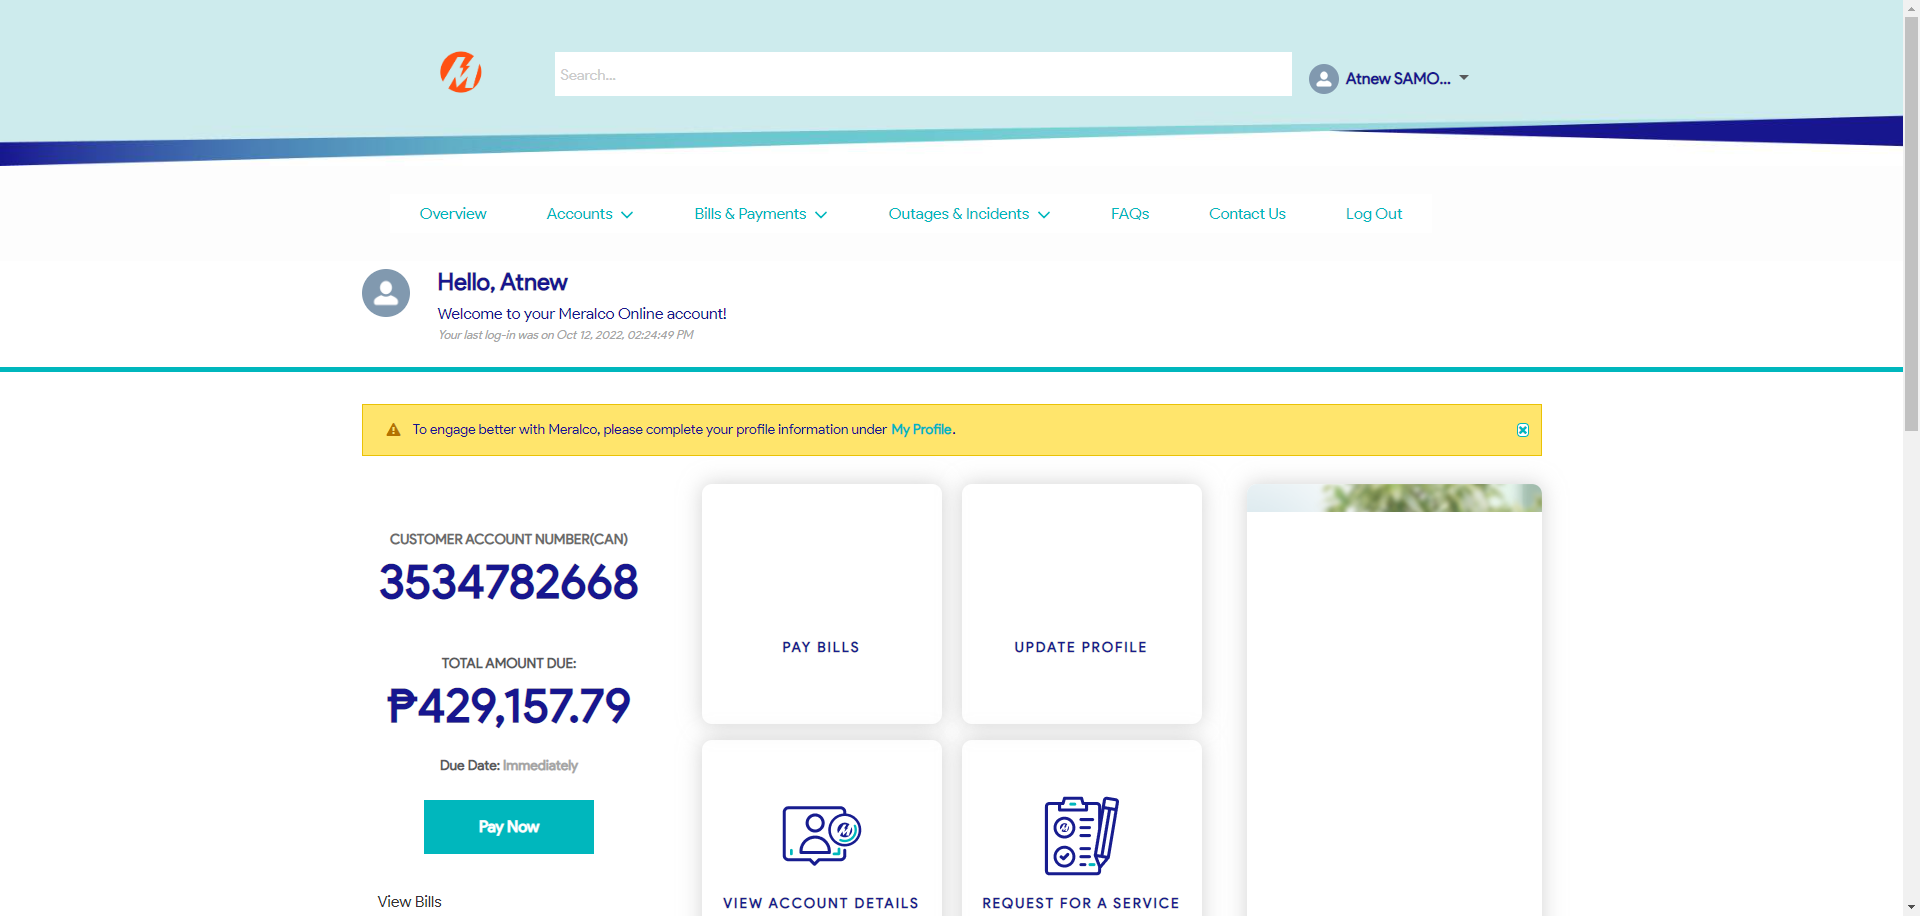 Search...
Atnew SAMO...
Overview
Accounts
Bills & Payments
Outages & Incidents
FAQs
Contact Us
Log Out
Hello, Atnew
Welcome to your Meralco Online account!
Your last log-in was on Oct 12, 2022, 02:24:49 PM
To engage better with Meralco, please complete your profile information under My Profile.
CUSTOMER ACCOUNT NUMBER(CAN)
3534782668
TOTAL AMOUNT DUE:
₱429,157.79
Due Date: Immediately
Pay Now
View Bills
PAY BILLS
UPDATE PROFILE
VIEW ACCOUNT DETAILS
REQUEST FOR A SERVICE